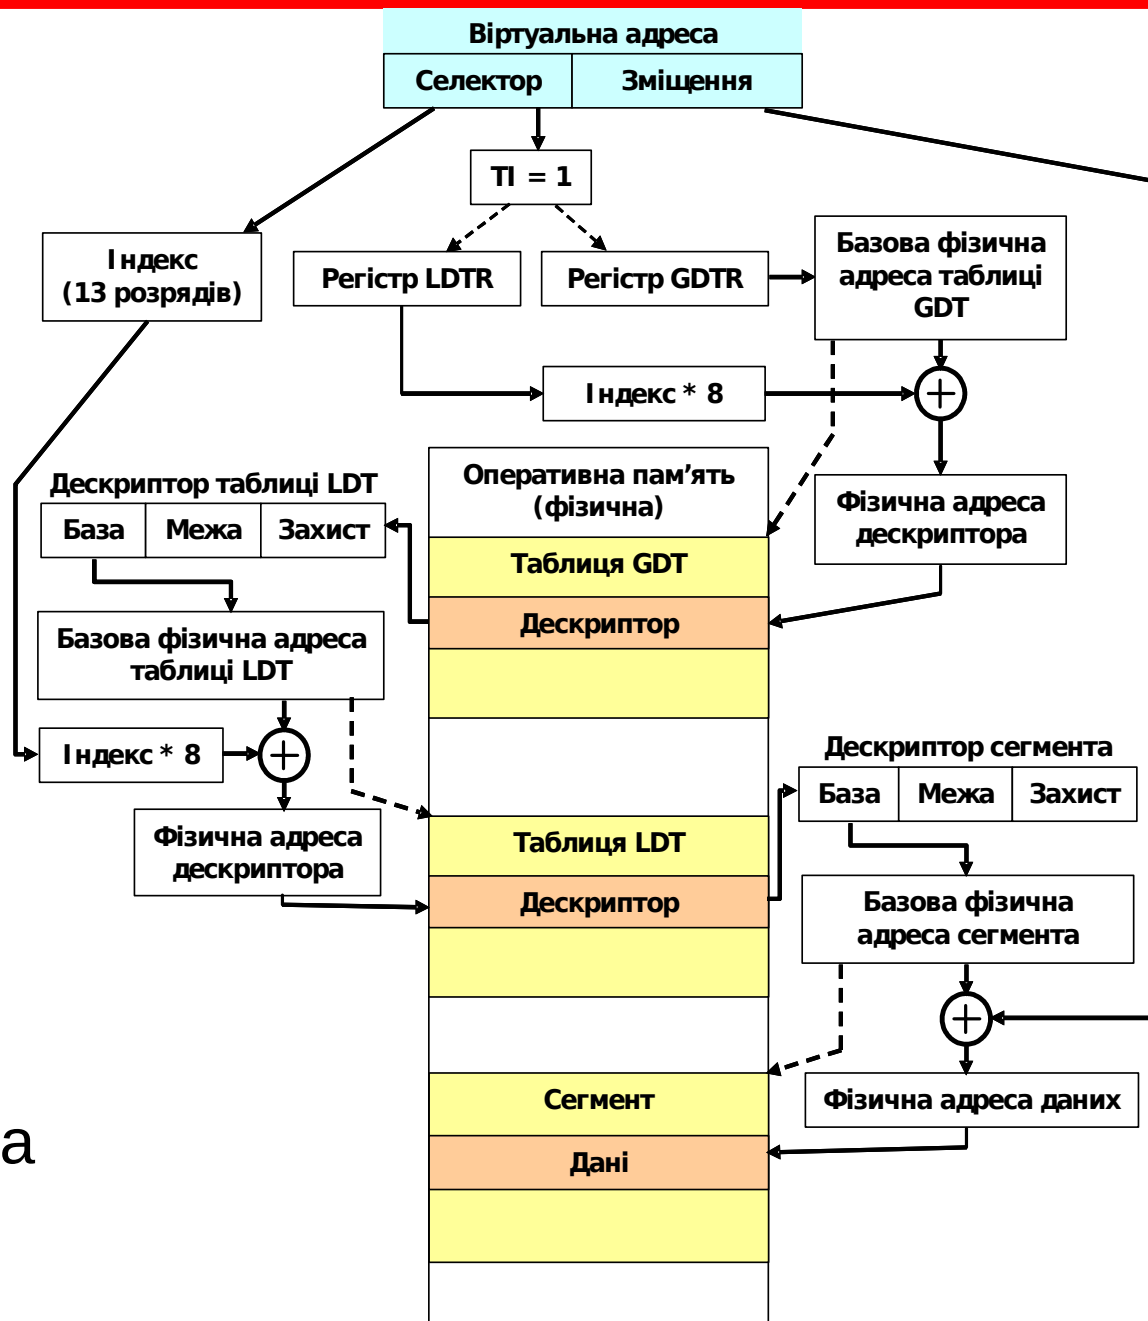 Віртуальна адреса
Селектор
Зміщення
TI = 1
Індекс
(13 розрядів)
Регістр LDTR
Регістр GDTR
Базова фізична
адреса таблиці
GDT
Індекс * 8
Оперативна пам’ять
(фізична)
Дескриптор таблиці LDT
База
Межа
Захист
Фізична адреса
дескриптора
Таблиця GDT
Дескриптор
Базова фізична адреса
таблиці LDT
Індекс * 8
Дескриптор сегмента
База
Межа
Захист
Фізична адреса
дескриптора
Таблиця LDT
Дескриптор
Базова фізична
адреса сегмента
Сегмент
Фізична адреса даних
Дані
а